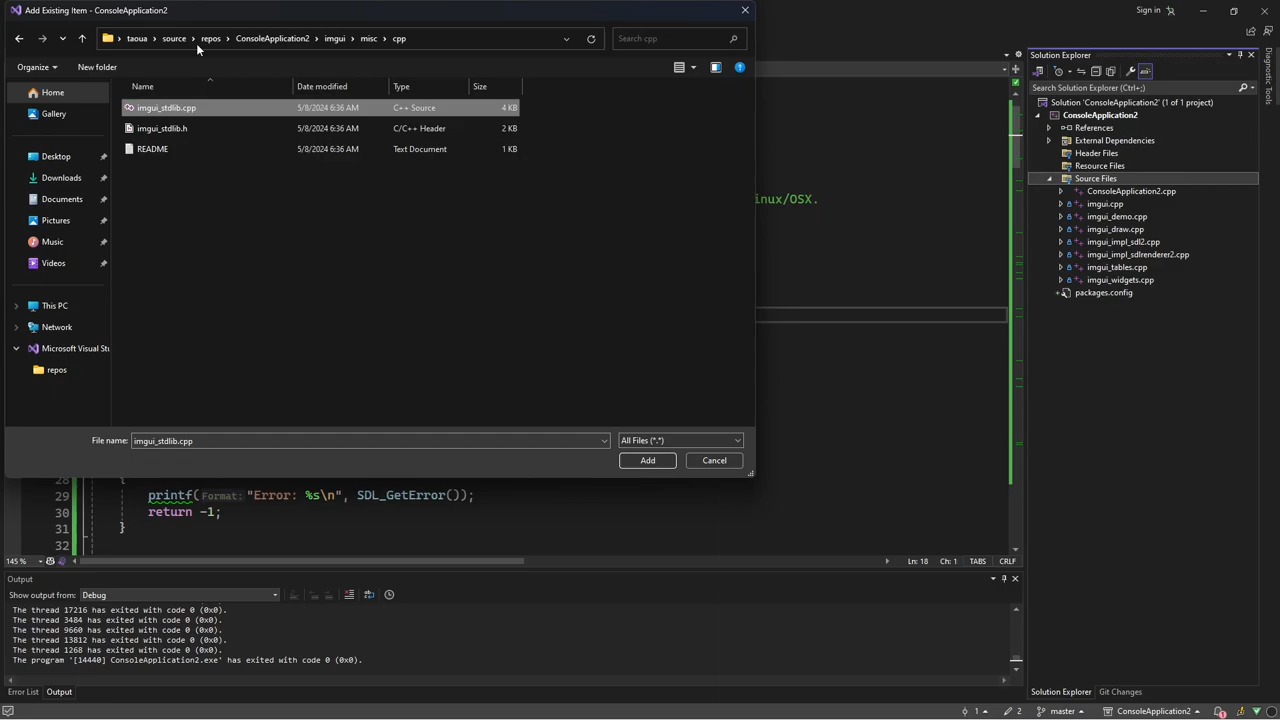 Add Existing Item - ConsoleApplication2
Sign in
taoua > source > repos > ConsoleApplication2 > imgui > misc > cpp
Search cpp
Organize
New folder
Name
Date modified
Type
Size
Home
Gallery
Desktop
Downloads
Documents
Pictures
Music
Videos
This PC
Network
Microsoft Visual Stu
repos
imgui_stdlib.cpp 5/8/2024 6:36 AM C++ Source 4 KB
imgui_stdlib.h 5/8/2024 6:36 AM C/C++ Header 2 KB
README 5/8/2024 6:36 AM Text Document 1 KB
File name: imgui_stdlib.cpp
All Files (*.*)
Add
Cancel
inux/OSX.
28 {
29 printf(Format: "Error: %s\n", SDL_GetError());
30 return -1;
31 }
32
145 %
Ln: 18 Ch: 1 TABS CRLF
Output
Show output from: Debug
The thread 17216 has exited with code 0 (0x0).
The thread 3484 has exited with code 0 (0x0).
The thread 9660 has exited with code 0 (0x0).
The thread 13812 has exited with code 0 (0x0).
The thread 1268 has exited with code 0 (0x0).
The program '[14440] ConsoleApplication2.exe' has exited with code 0 (0x0).
Error List
Output
Solution Explorer
Search Solution Explorer (Ctrl+;)
Solution 'ConsoleApplication2' (1 of 1 project)
ConsoleApplication2
References
External Dependencies
Header Files
Resource Files
Source Files
ConsoleApplication2.cpp
imgui.cpp
imgui_demo.cpp
imgui_draw.cpp
imgui_impl_sdl2.cpp
imgui_impl_sdlrenderer2.cpp
imgui_tables.cpp
imgui_widgets.cpp
packages.config
Diagnostic Tools
Solution Explorer
Git Changes
1
2
master
ConsoleApplication2
1